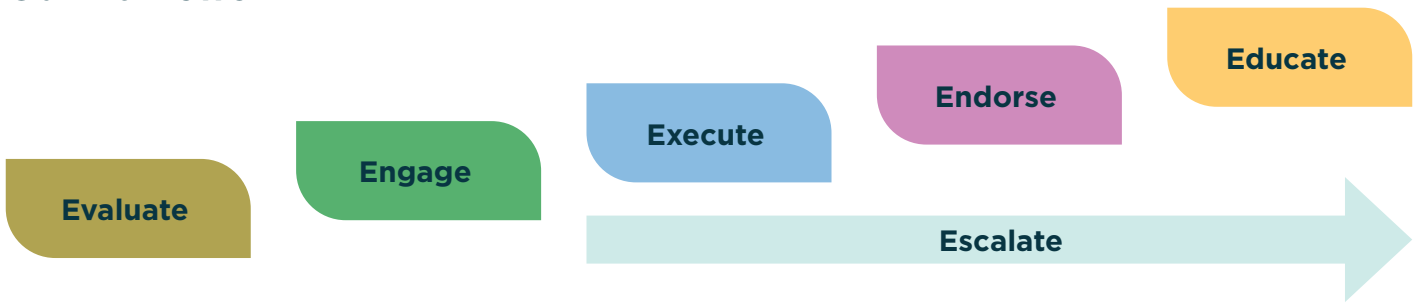 Evaluate
Engage
Execute
Endorse
Educate
Escalate